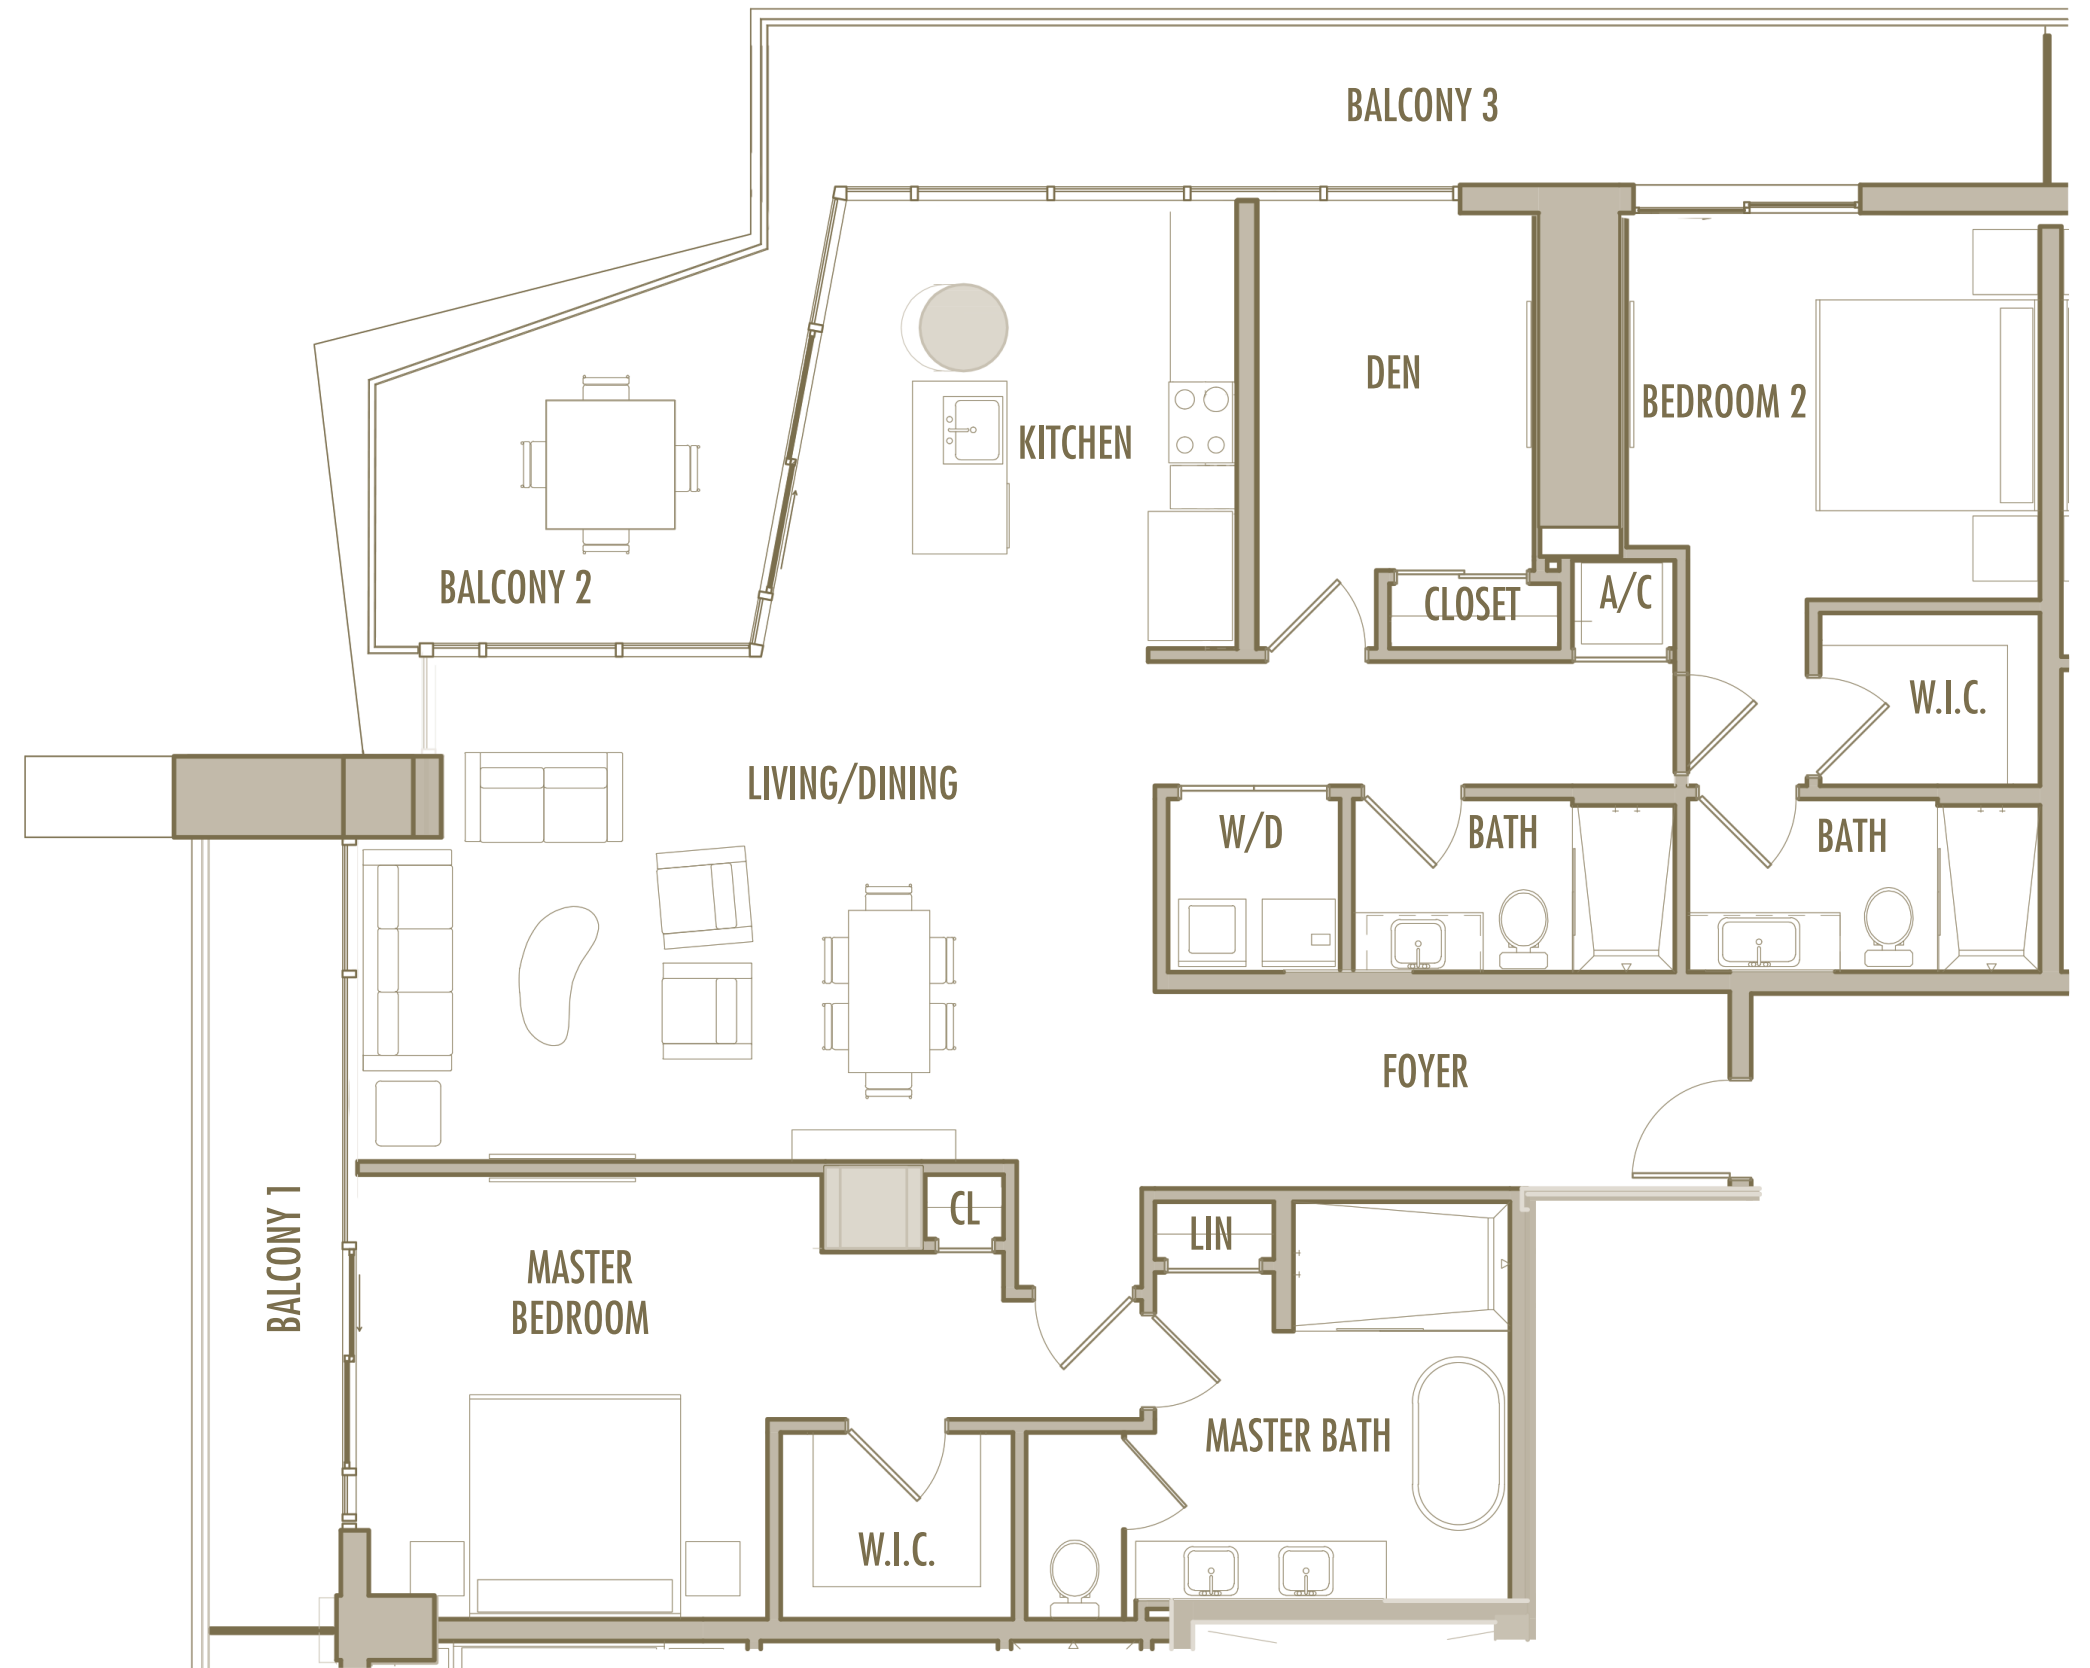 BALCONY 3
DEN
BEDROOM 2
KITCHEN
BALCONY 2
CLOSET
A/C
W.I.C.
LIVING/DINING
W/D
BATH
BATH
FOYER
BALCONY 1
CL
LIN
MASTER
BEDROOM
MASTER BATH
W.I.C.